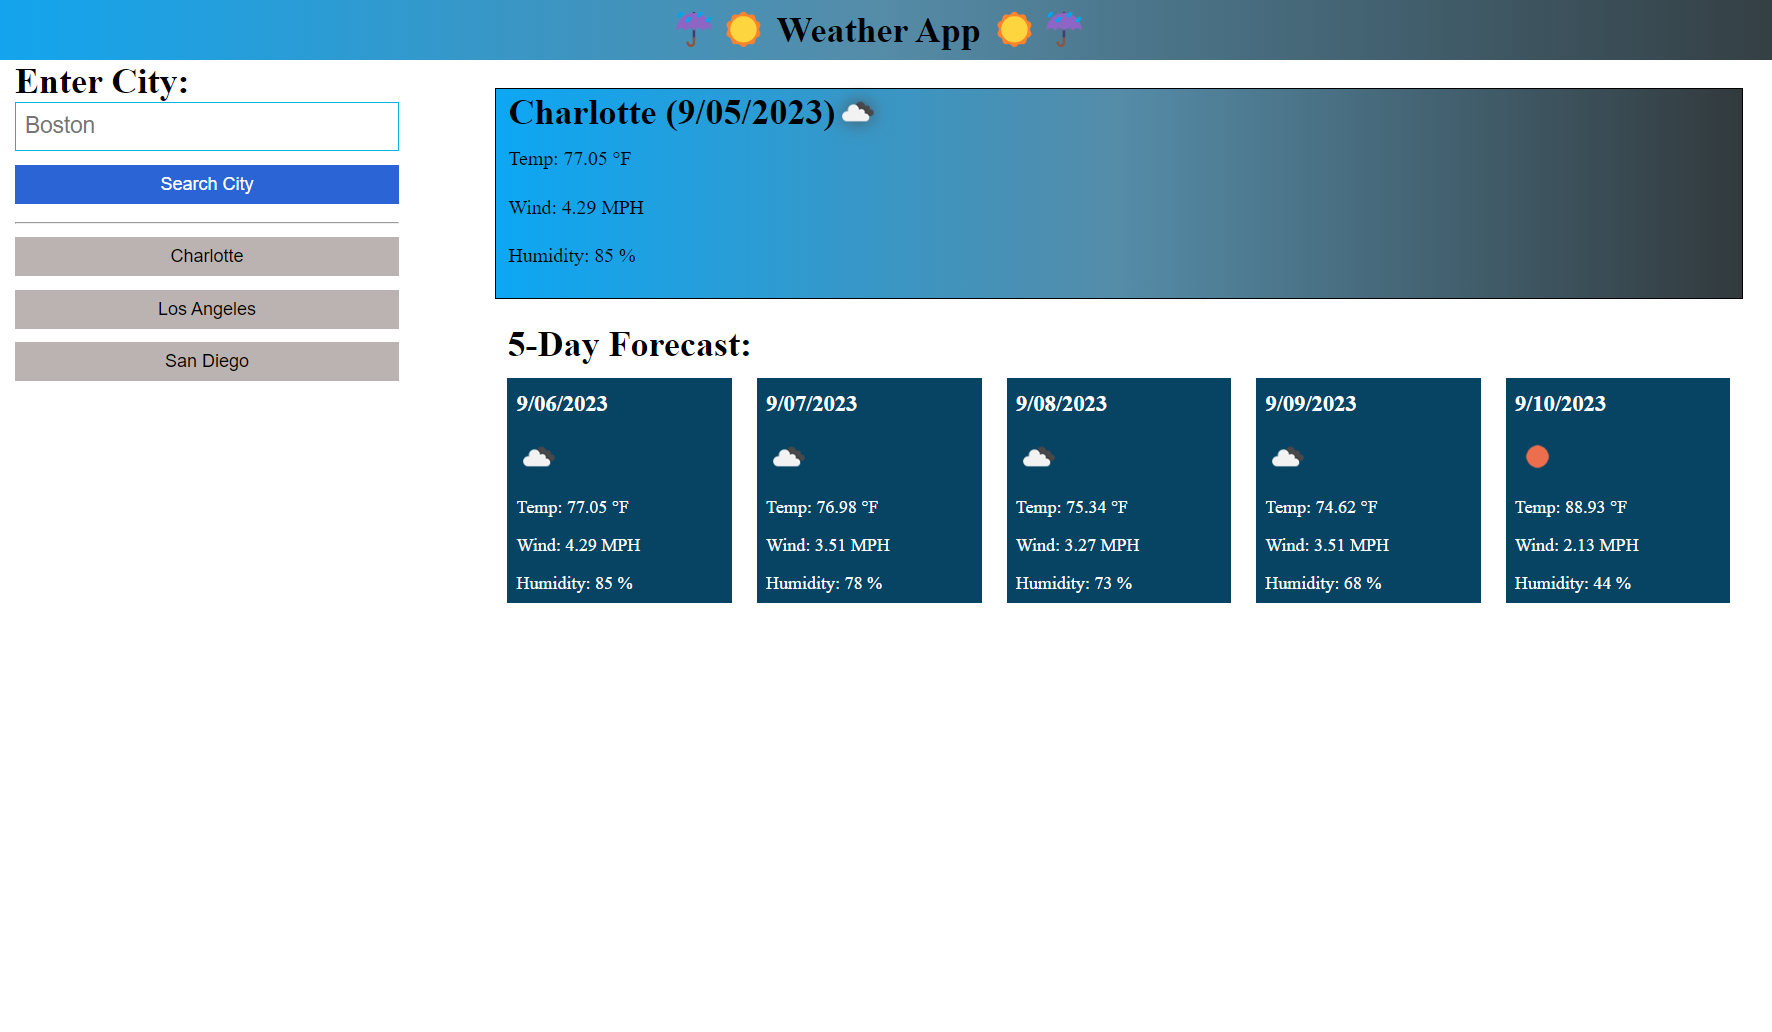 Weather App
Enter City:
Boston
Search City
Charlotte
Los Angeles
San Diego
Charlotte (9/05/2023)
Temp: 77.05 °F
Wind: 4.29 MPH
Humidity: 85 %
5-Day Forecast:
9/06/2023
Temp: 77.05 °F
Wind: 4.29 MPH
Humidity: 85 %
9/07/2023
Temp: 76.98 °F
Wind: 3.51 MPH
Humidity: 78 %
9/08/2023
Temp: 75.34 °F
Wind: 3.27 MPH
Humidity: 73 %
9/09/2023
Temp: 74.62 °F
Wind: 3.51 MPH
Humidity: 68 %
9/10/2023
Temp: 88.93 °F
Wind: 2.13 MPH
Humidity: 44 %